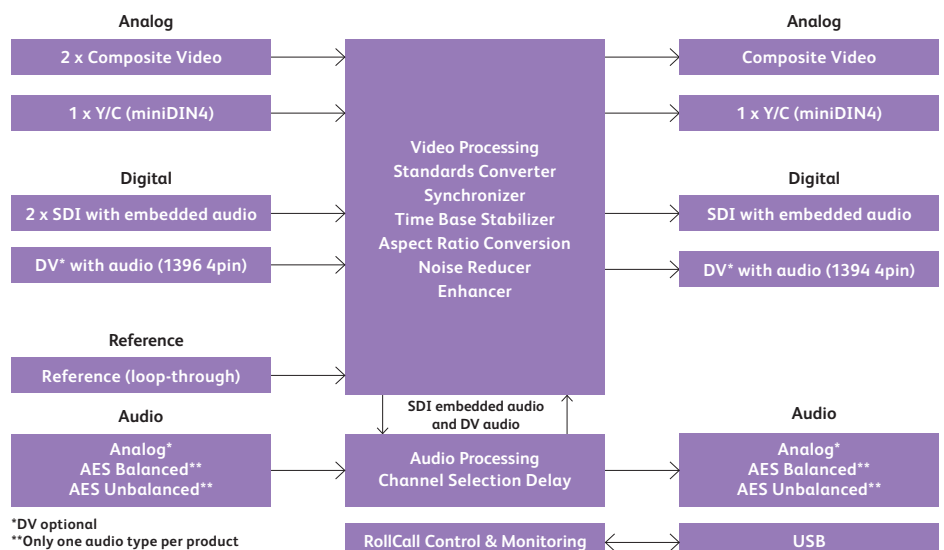 Analog
2 x Composite Video
1 x Y/C (miniDIN4)
Digital
2 x SDI with embedded audio
DV* with audio (1396 4pin)
Reference
Reference (loop-through)
Audio
Analog*
AES Balanced**
AES Unbalanced**
*DV optional
**Only one audio type per product
Video Processing
Standards Converter
Synchronizer
Time Base Stabilizer
Aspect Ratio Conversion
Noise Reducer
Enhancer
SDI embedded audio
and DV audio
Audio Processing
Channel Selection Delay
RollCall Control & Monitoring
Analog
Composite Video
1 x Y/C (miniDIN4)
Digital
SDI with embedded audio
DV* with audio (1394 4pin)
Audio
Analog*
AES Balanced**
AES Unbalanced**
USB